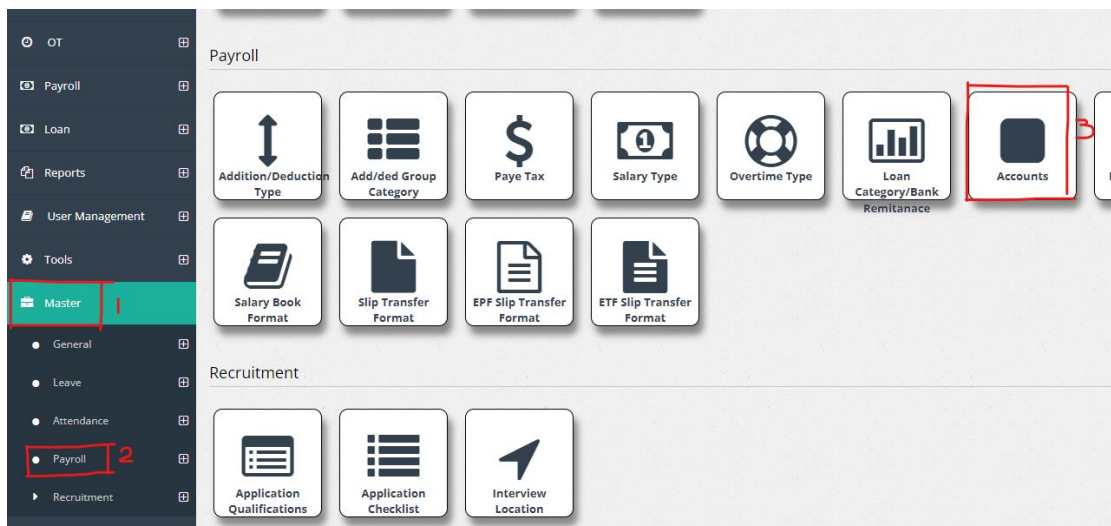 OT
Payroll
Loan
Reports
User Management
Tools
Master
1
General
Leave
Attendance
Payroll
2
Recruitment
Payroll
Addition/Deduction
Type
Add/ded Group
Category
Paye Tax
Salary Type
Overtime Type
Loan
Category/Bank
Remitanace
Accounts
3
Salary Book
Format
Slip Transfer
Format
EPF Slip Transfer
Format
ETF Slip Transfer
Format
Recruitment
Application
Qualifications
Application
Checklist
Interview
Location